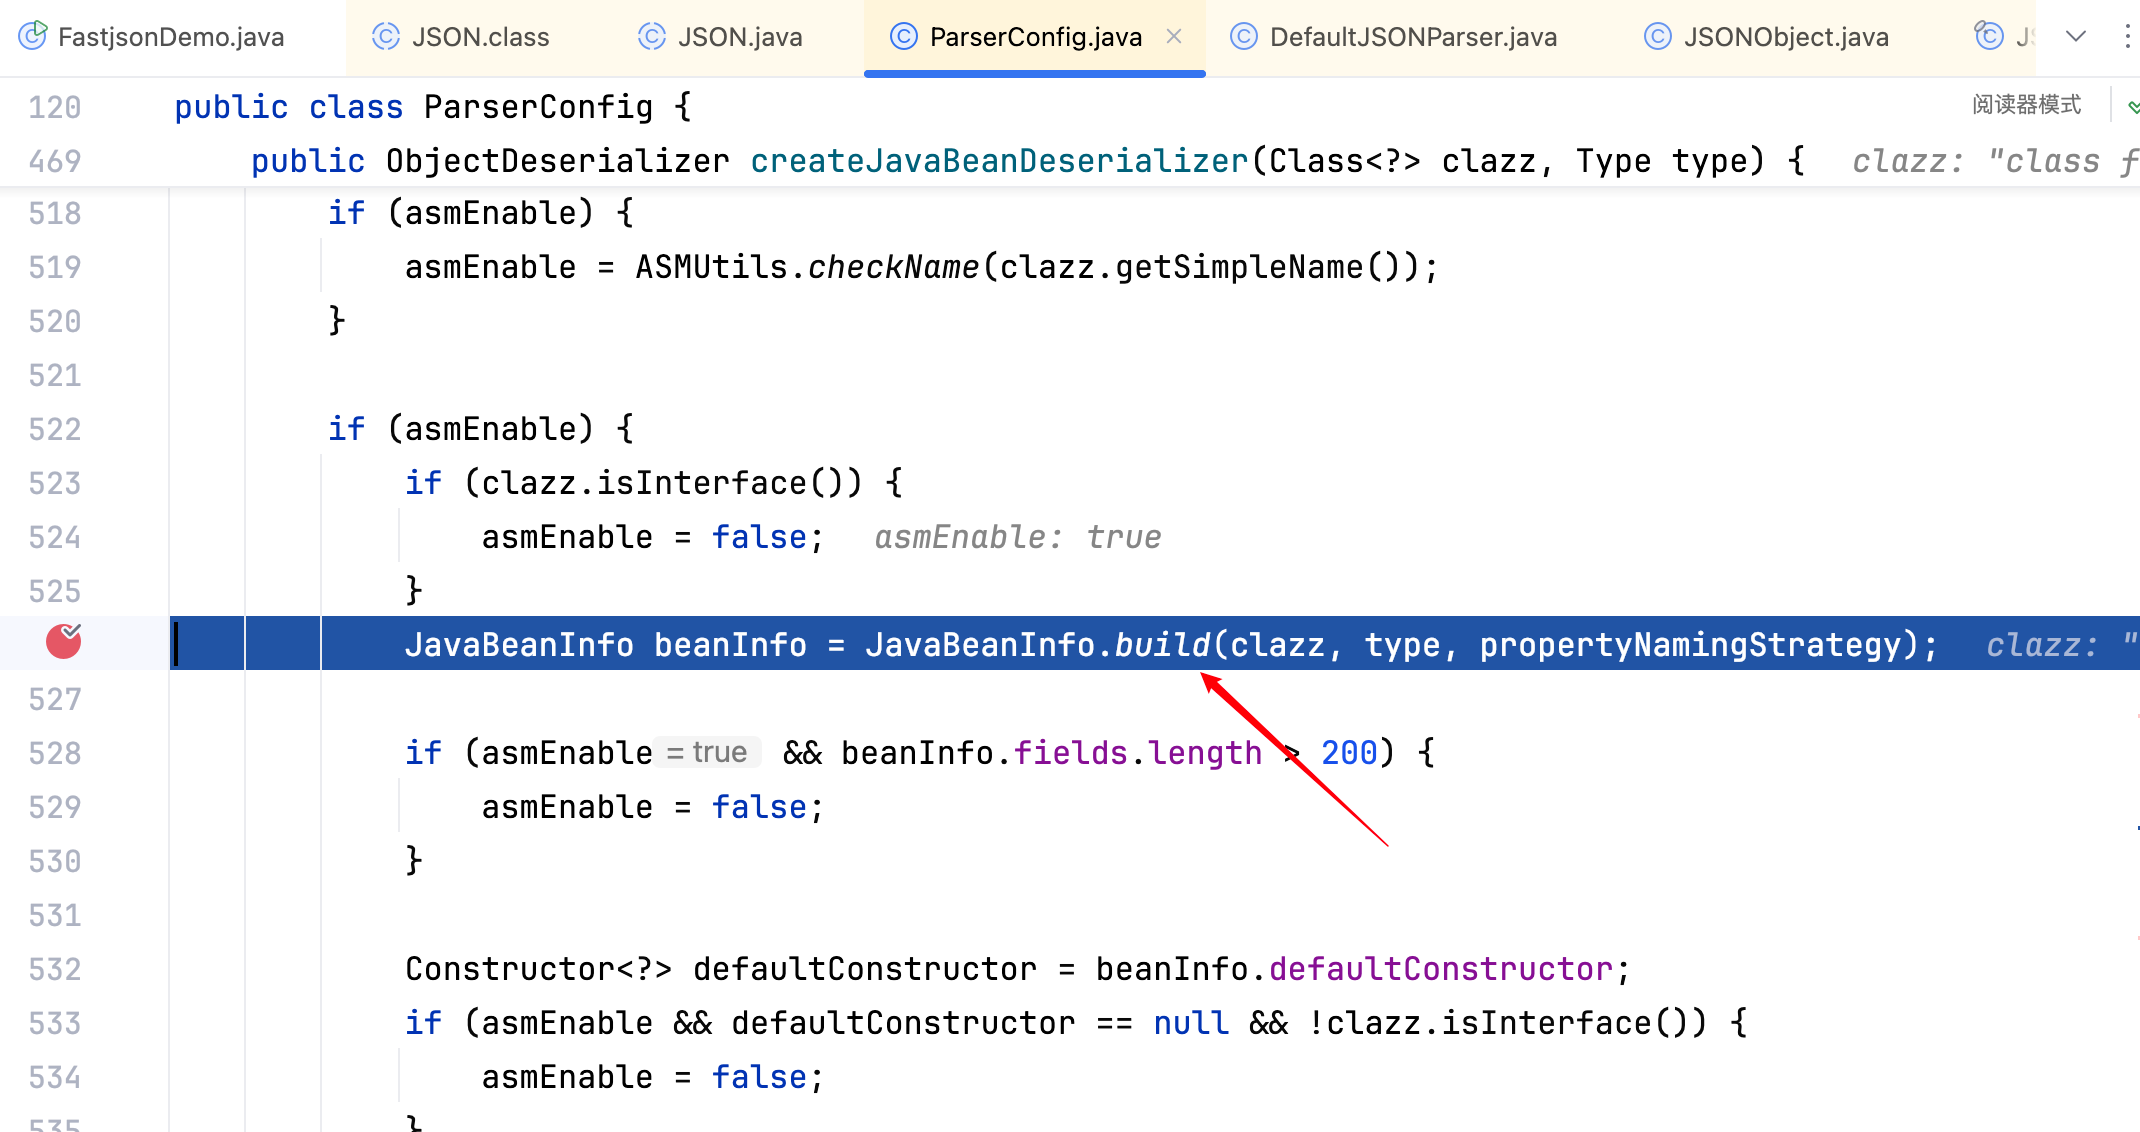 FastjsonDemo.java JSON.class JSON.java ParserConfig.java DefaultJSONParser.java JSONObject.java
120 public class ParserConfig { 阅读器模式
469 public ObjectDeserializer createJavaBeanDeserializer(Class<?> clazz, Type type) { clazz: "class
518 if (asmEnable) {
519 asmEnable = ASMUtils.checkName(clazz.getSimpleName());
520 }
521
522 if (asmEnable) {
523 if (clazz.isInterface()) {
524 asmEnable = false; asmEnable: true
525 }
JavaBeanInfo beanInfo = JavaBeanInfo.build(clazz, type, propertyNamingStrategy); clazz: "
527
528 if (asmEnable = true && beanInfo.fields.length > 200) {
529 asmEnable = false;
530 }
531
532 Constructor<?> defaultConstructor = beanInfo.defaultConstructor;
533 if (asmEnable && defaultConstructor == null && !clazz.isInterface()) {
534 asmEnable = false;
535 }